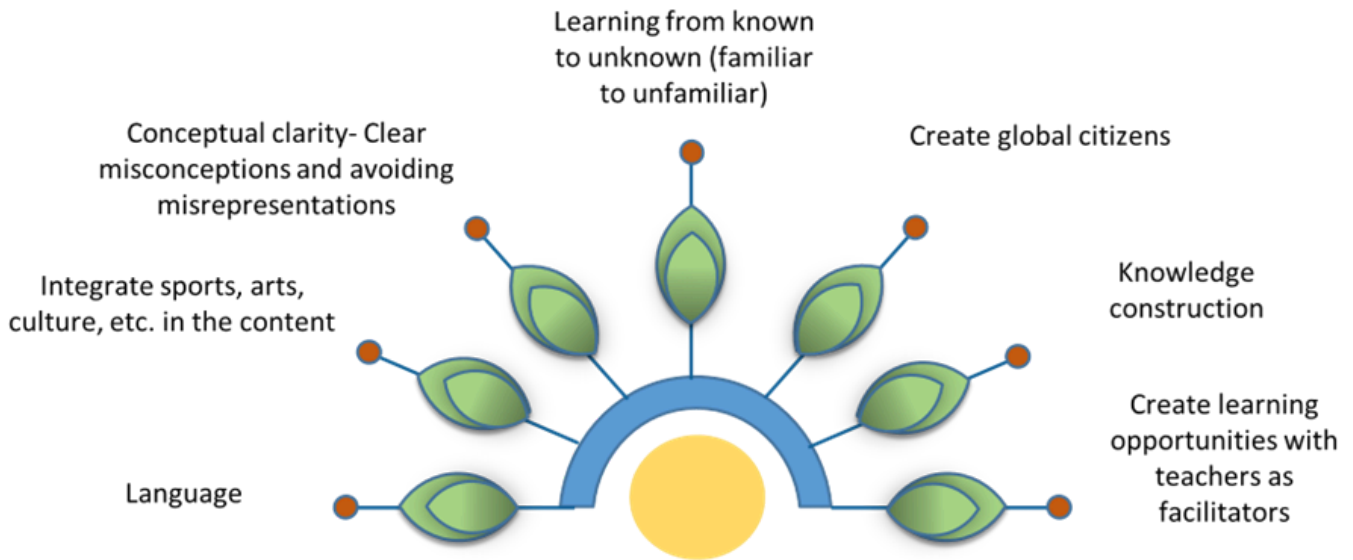 Learning from known
to unknown (familiar
to unfamiliar)
Conceptual clarity- Clear
misconceptions and avoiding
misrepresentations
Create global citizens
Integrate sports, arts,
culture, etc. in the content
Knowledge
construction
Language
Create learning
opportunities with
teachers as
facilitators